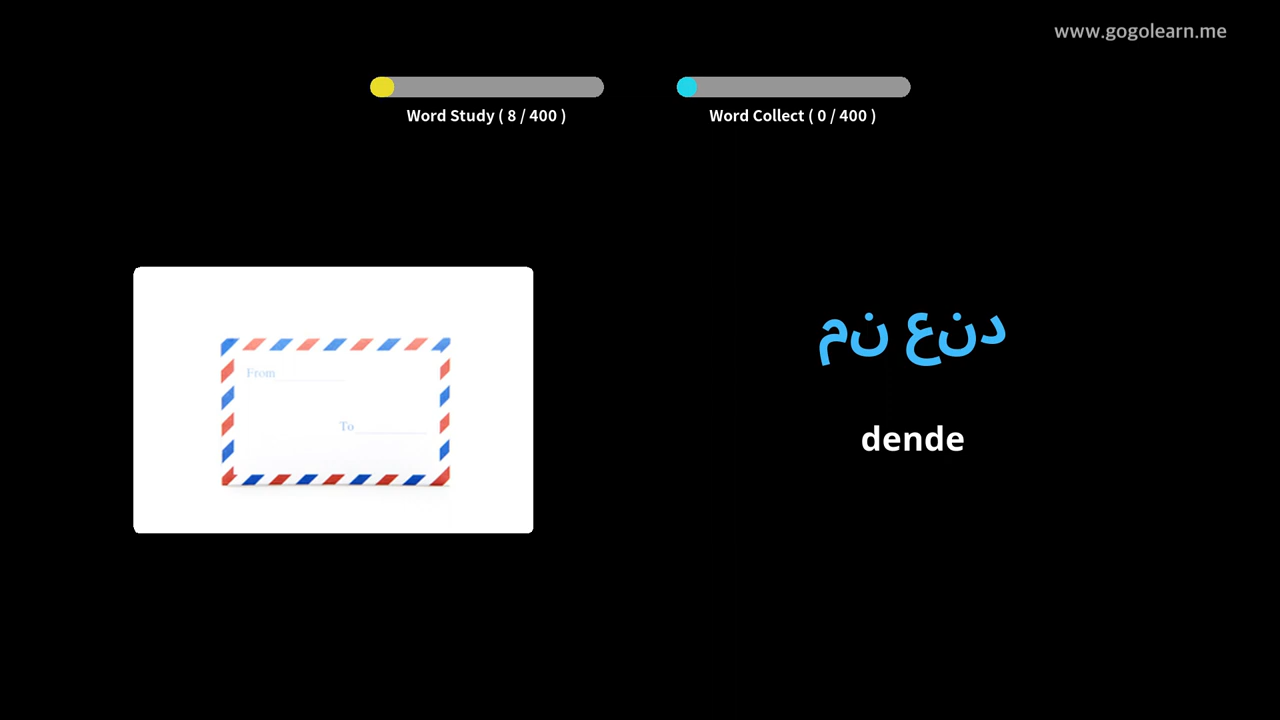 www.gogolearn.me
Word Study ( 8 / 400 )
Word Collect ( 0 / 400 )
From
To
من عند
dende